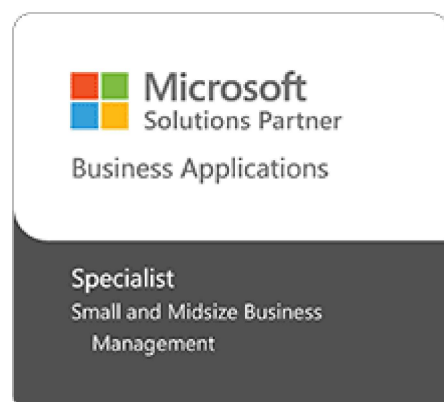 Microsoft
Solutions Partner
Business Applications
Specialist
Small and Midsize Business
Management